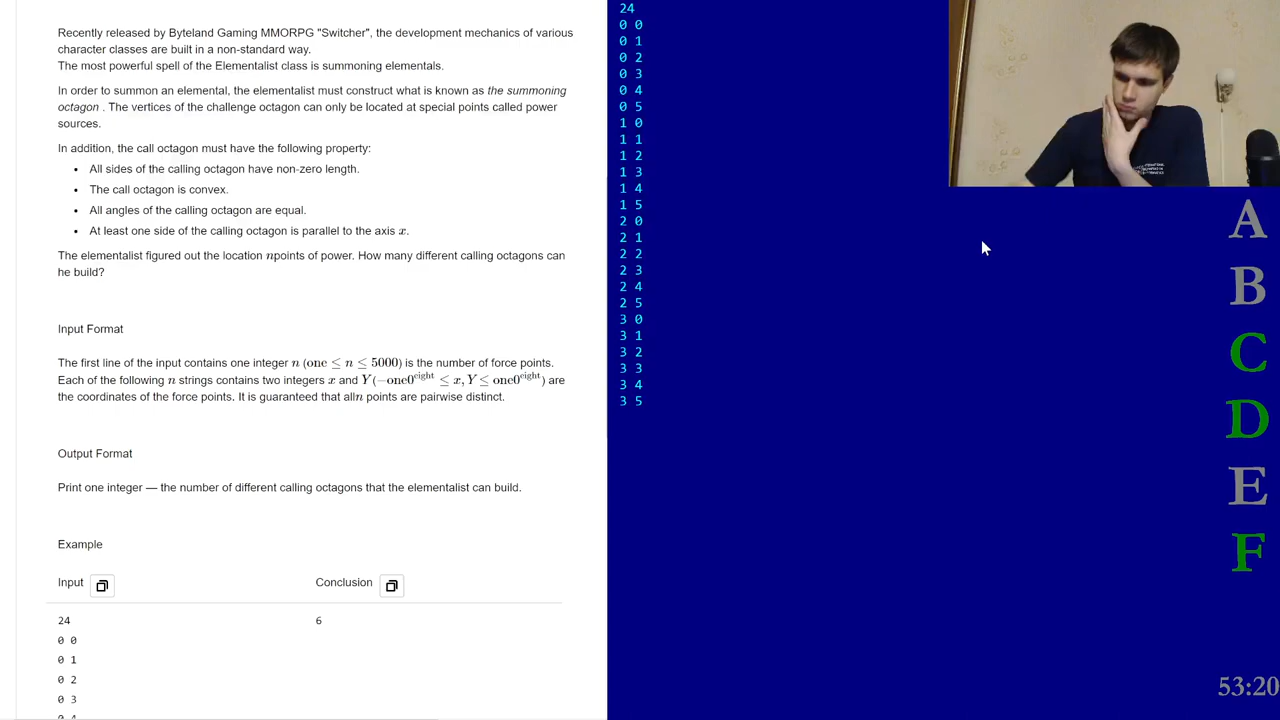 Recently released by Byteland Gaming MMORPG "Switcher", the development mechanics of various
character classes are built in a non-standard way.
The most powerful spell of the Elementalist class is summoning elementals.
In order to summon an elemental, the elementalist must construct what is known as the summoning
octagon . The vertices of the challenge octagon can only be located at special points called power
sources.
In addition, the call octagon must have the following property:
• All sides of the calling octagon have non-zero length.
• The call octagon is convex.
• All angles of the calling octagon are equal.
• At least one side of the calling octagon is parallel to the axis x.
The elementalist figured out the location npoints of power. How many different calling octagons can
he build?
Input Format
The first line of the input contains one integer n (one ≤ n ≤ 5000) is the number of force points.
Each of the following n strings contains two integers x and Y (−one0^eight ≤ x, Y ≤ one0^eight) are
the coordinates of the force points. It is guaranteed that alln points are pairwise distinct.
Output Format
Print one integer — the number of different calling octagons that the elementalist can build.
Example
Input
Conclusion
24
6
0 0
0 1
0 2
0 3
0 4
24
0 0
0 1
0 2
0 3
0 4
0 5
1 0
1 1
1 2
1 3
1 4
1 5
2 0
2 1
2 2
2 3
2 4
2 5
3 0
3 1
3 2
3 3
3 4
3 5
A
B
C
D
E
F
53:20